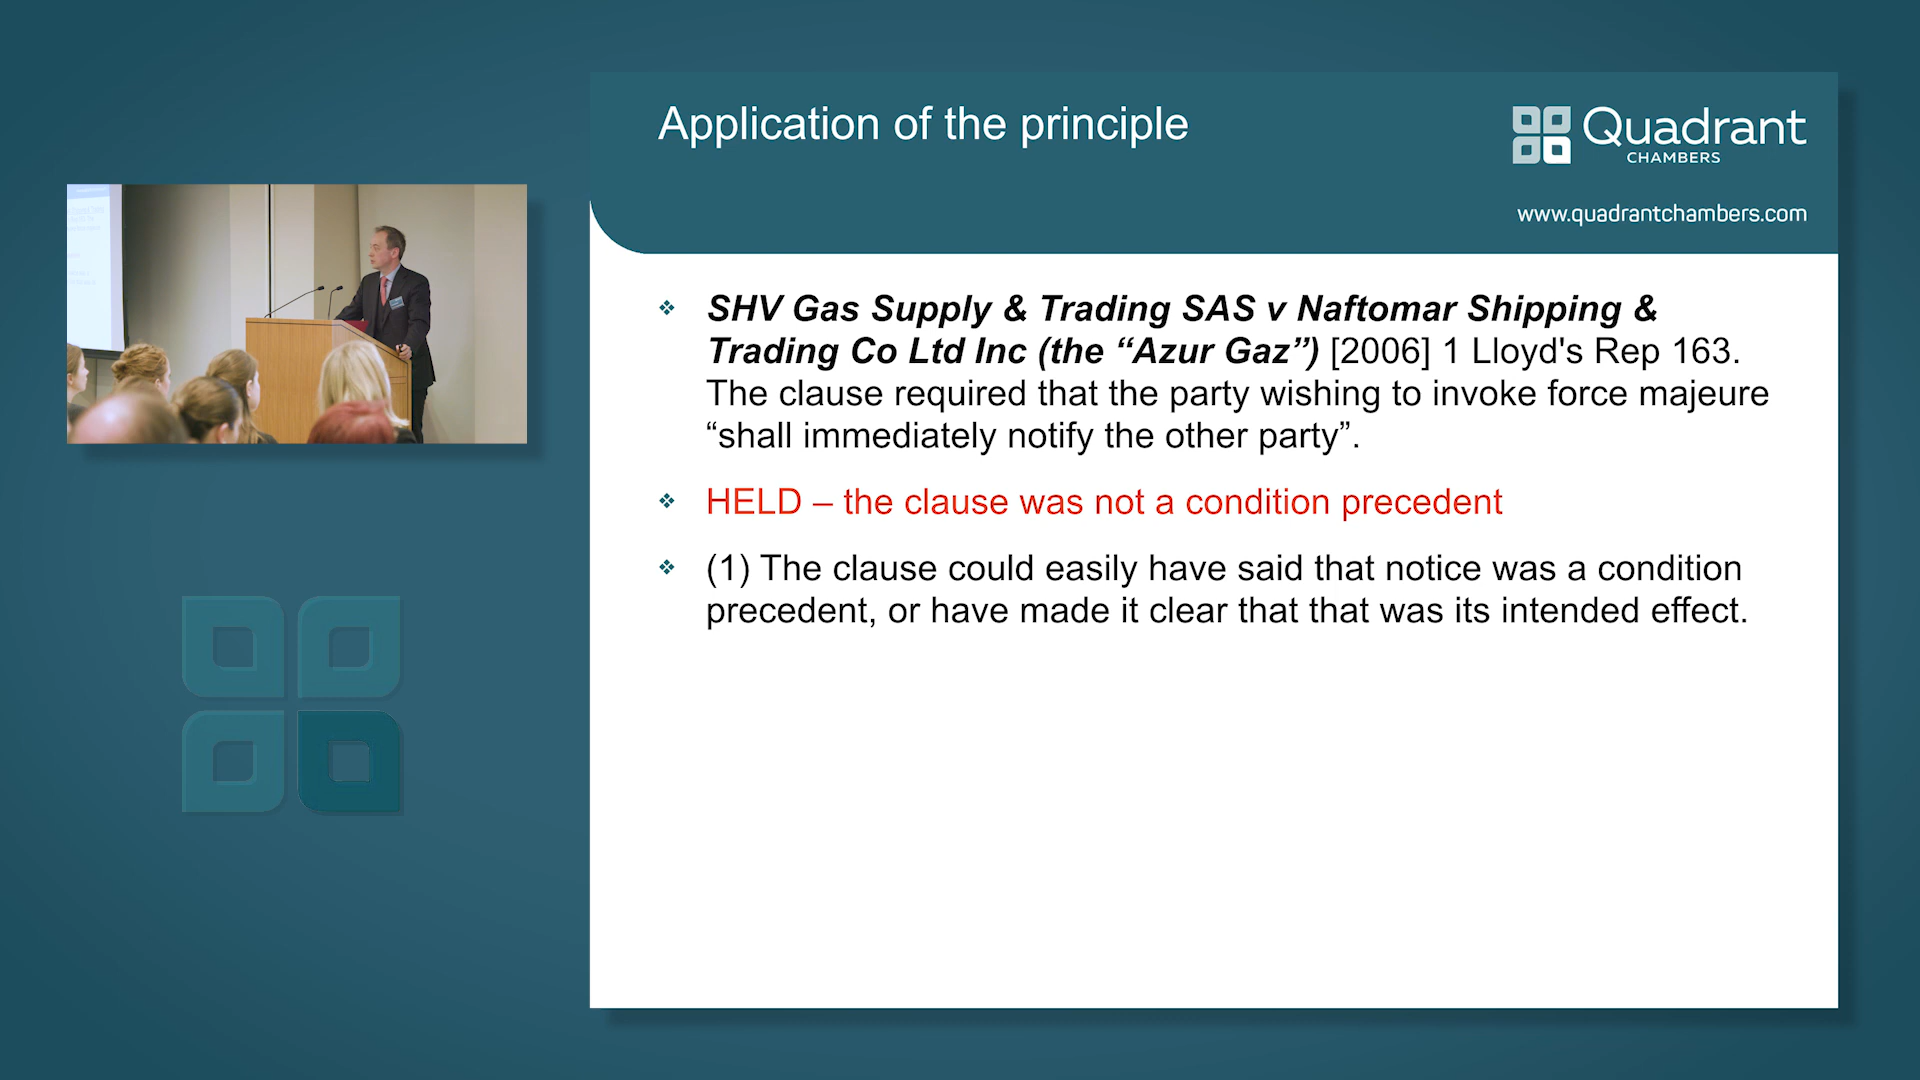 Application of the principle
Quadrant
CHAMBERS
www.quadrantchambers.com
SHV Gas Supply & Trading SAS v Naftomar Shipping &
Trading Co Ltd Inc (the “Azur Gaz”) [2006] 1 Lloyd's Rep 163.
The clause required that the party wishing to invoke force majeure
“shall immediately notify the other party”.
HELD – the clause was not a condition precedent
(1) The clause could easily have said that notice was a condition
precedent, or have made it clear that that was its intended effect.